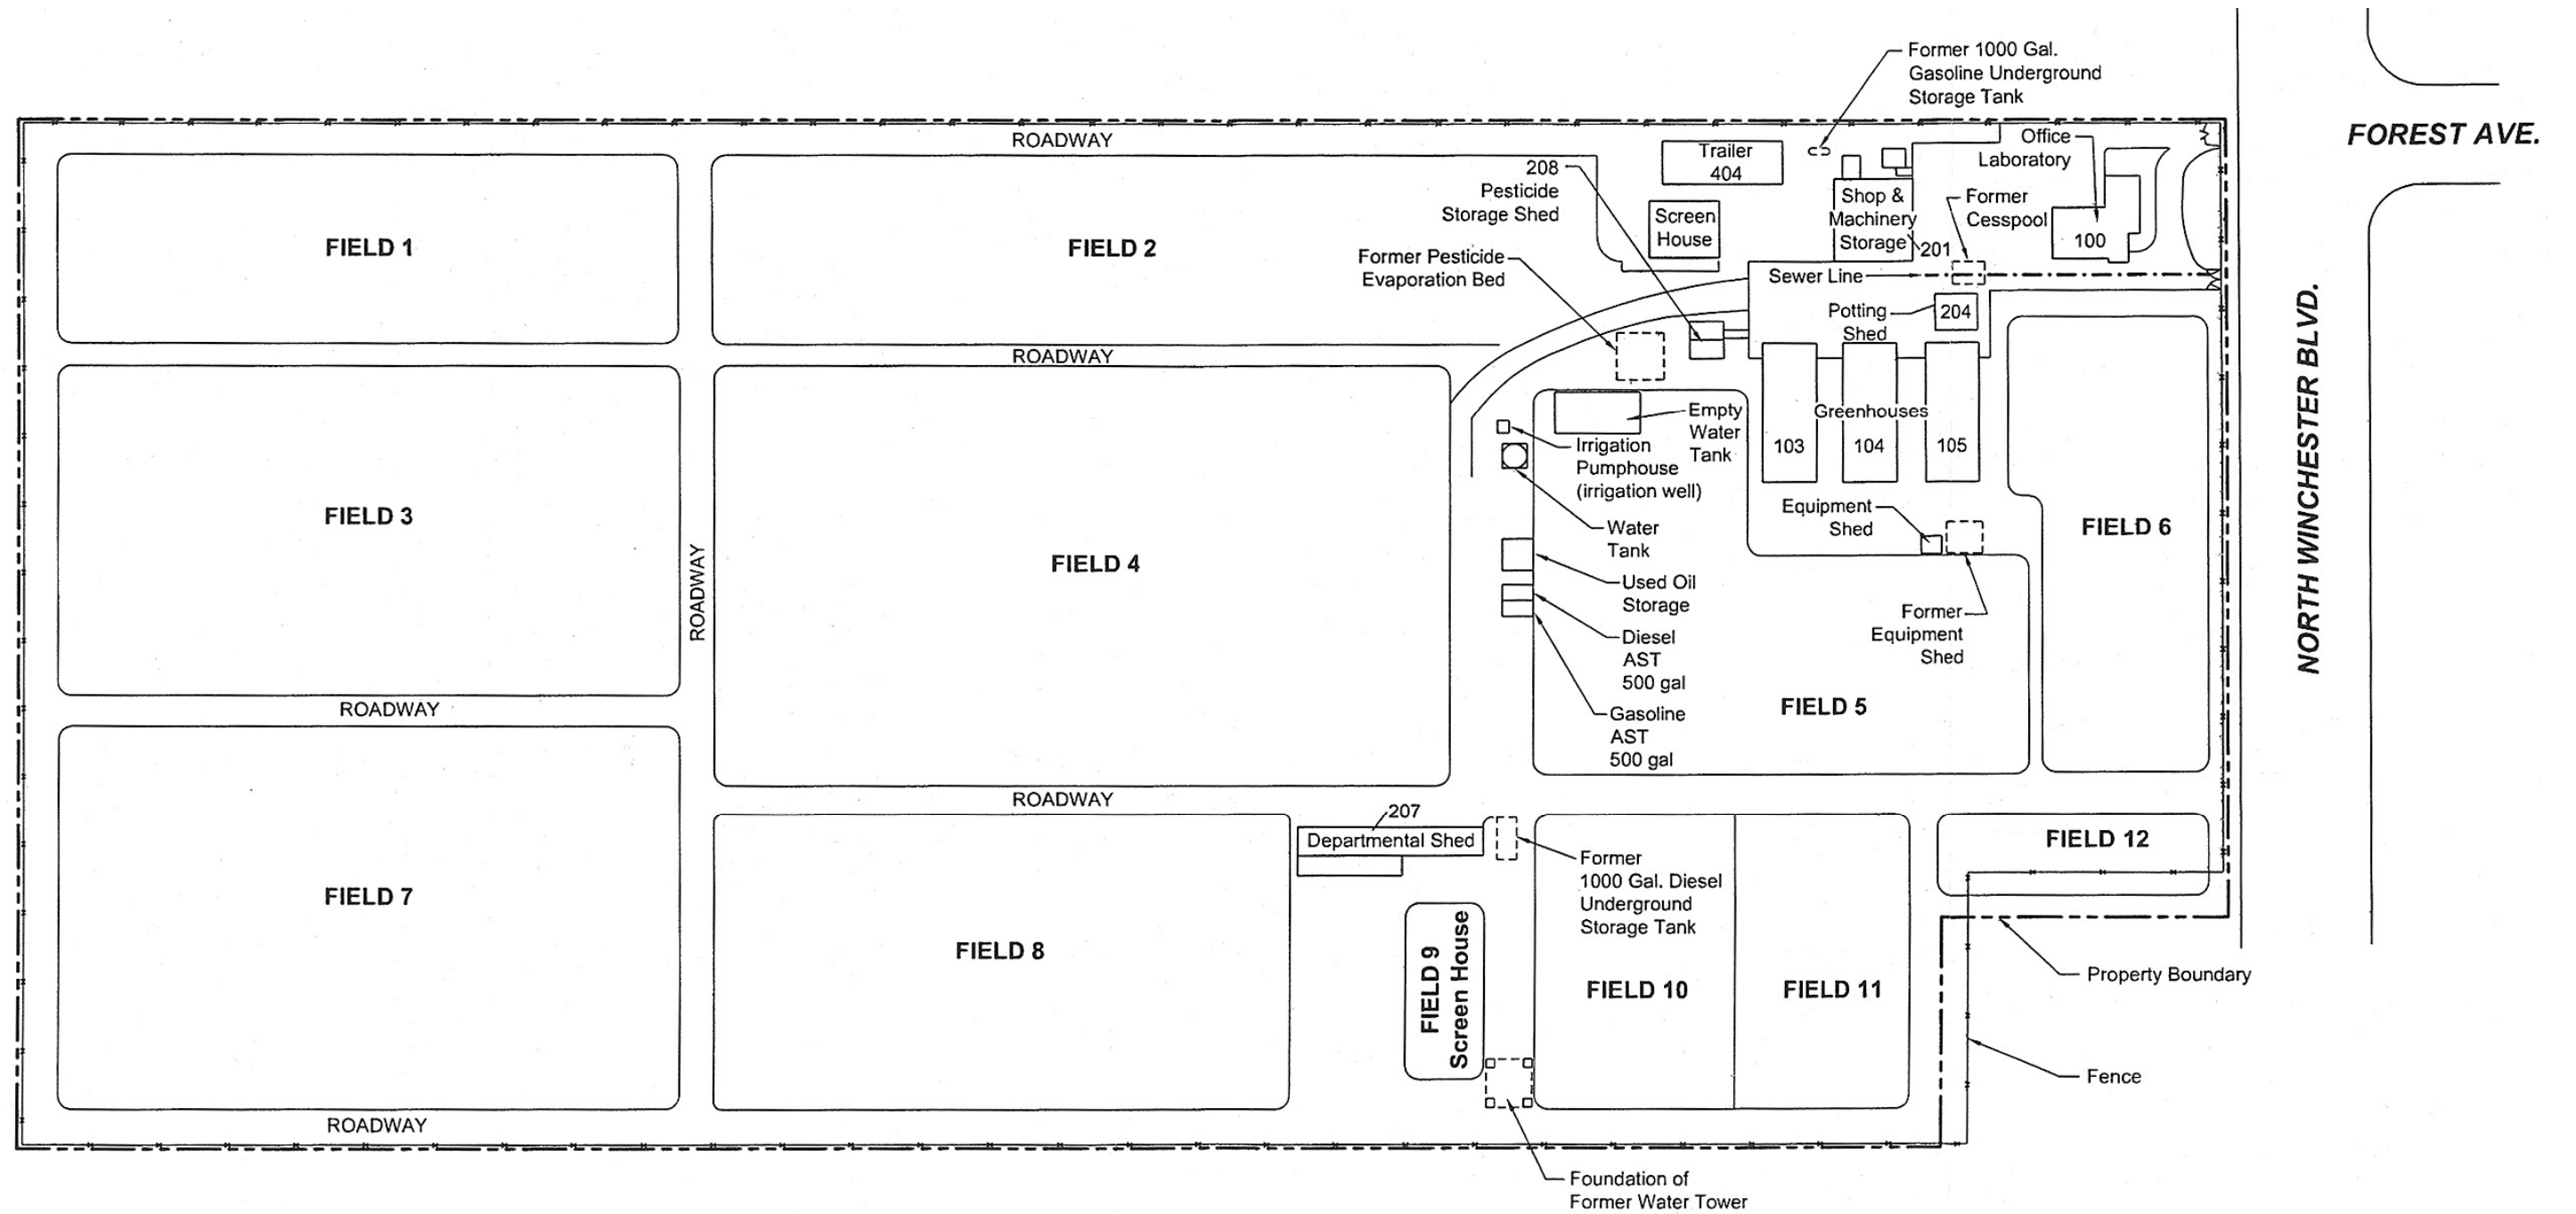 Former 1000 Gal.
Gasoline Underground
Storage Tank
FOREST AVE.
ROADWAY
Office
Laboratory
Trailer
404
208
Pesticide
Storage Shed
Shop &
Machinery
Storage
201
Former
Cesspool
100
Screen
House
FIELD 1
FIELD 2
Former Pesticide
Evaporation Bed
Sewer Line
Potting
Shed
204
ROADWAY
Greenhouses
103
104
105
Empty
Water
Tank
Irrigation
Pumphouse
(irrigation well)
Equipment
Shed
Water
Tank
FIELD 3
FIELD 4
FIELD 6
NORTH WINCHESTER BLVD.
ROADWAY
Used Oil
Storage
Former
Equipment
Shed
Diesel
AST
500 gal
Gasoline
AST
500 gal
FIELD 5
ROADWAY
ROADWAY
207
Departmental Shed
FIELD 12
Former
1000 Gal. Diesel
Underground
Storage Tank
FIELD 7
FIELD 8
FIELD 9
Screen House
FIELD 10
FIELD 11
Property Boundary
Fence
ROADWAY
Foundation of
Former Water Tower